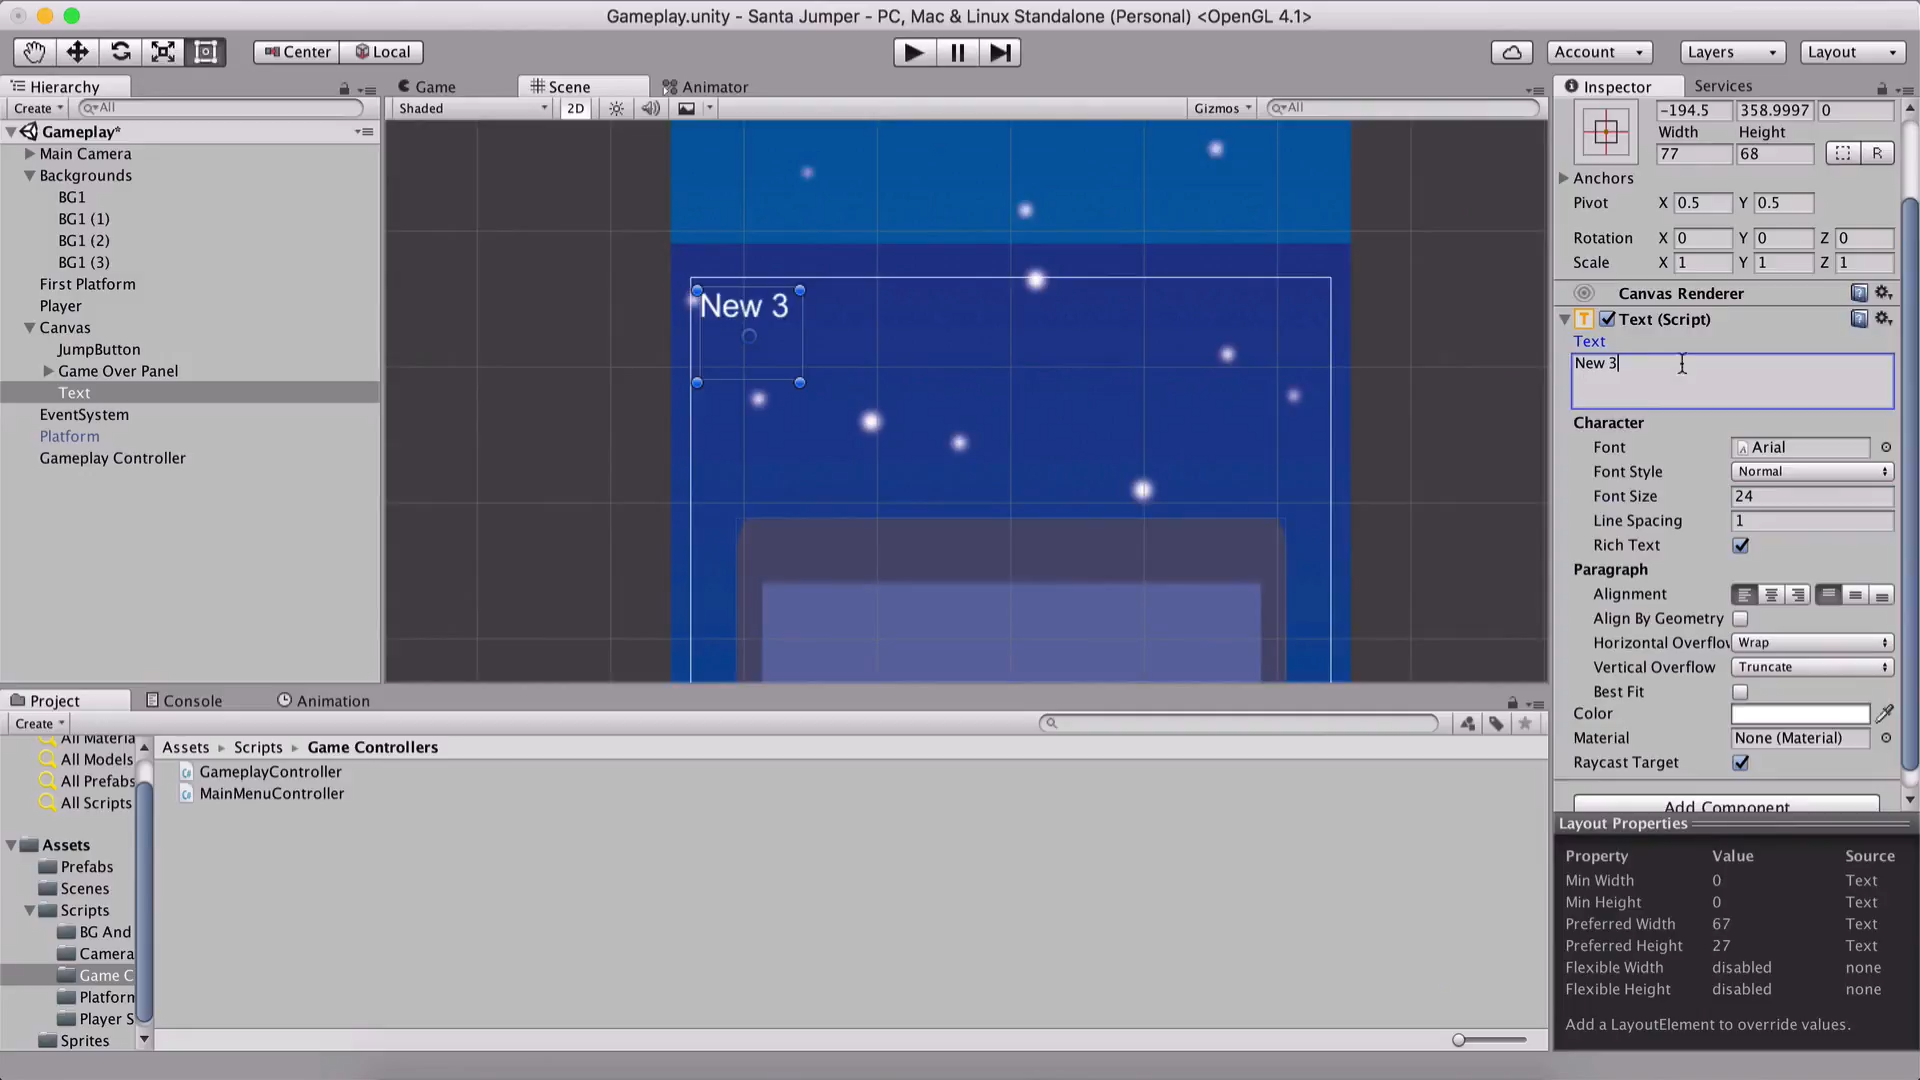 Gameplay.unity - Santa Jumper - PC, Mac & Linux Standalone (Personal) <OpenGL 4.1>
Center
Local
Account
Layers
Layout
Hierarchy
Create
All
Gameplay*
Main Camera
Backgrounds
BG1
BG1 (1)
BG1 (2)
BG1 (3)
First Platform
Player
Canvas
JumpButton
Game Over Panel
Text
EventSystem
Platform
Gameplay Controller
Game
Scene
Animator
Shaded
2D
Gizmos
All
New 3
Inspector
Services
-194.5 358.9997 0
Width Height
77 68
R
Anchors
Pivot X 0.5 Y 0.5
Rotation X 0 Y 0 Z 0
Scale X 1 Y 1 Z 1
Canvas Renderer
Text (Script)
Text
New 3
Character
Font Arial
Font Style Normal
Font Size 24
Line Spacing 1
Rich Text
Paragraph
Alignment
Align By Geometry
Horizontal Overflow Wrap
Vertical Overflow Truncate
Best Fit
Color
Material None (Material)
Raycast Target
Add Component
Layout Properties
Property Value Source
Min Width 0 Text
Min Height 0 Text
Preferred Width 67 Text
Preferred Height 27 Text
Flexible Width disabled none
Flexible Height disabled none
Add a LayoutElement to override values.
Project
Console
Animation
Create
All Materia
All Models
All Prefabs
All Scripts
Assets
Prefabs
Scenes
Scripts
BG And
Camera
Game C
Platforn
Player S
Sprites
Assets Scripts Game Controllers
GameplayController
MainMenuController